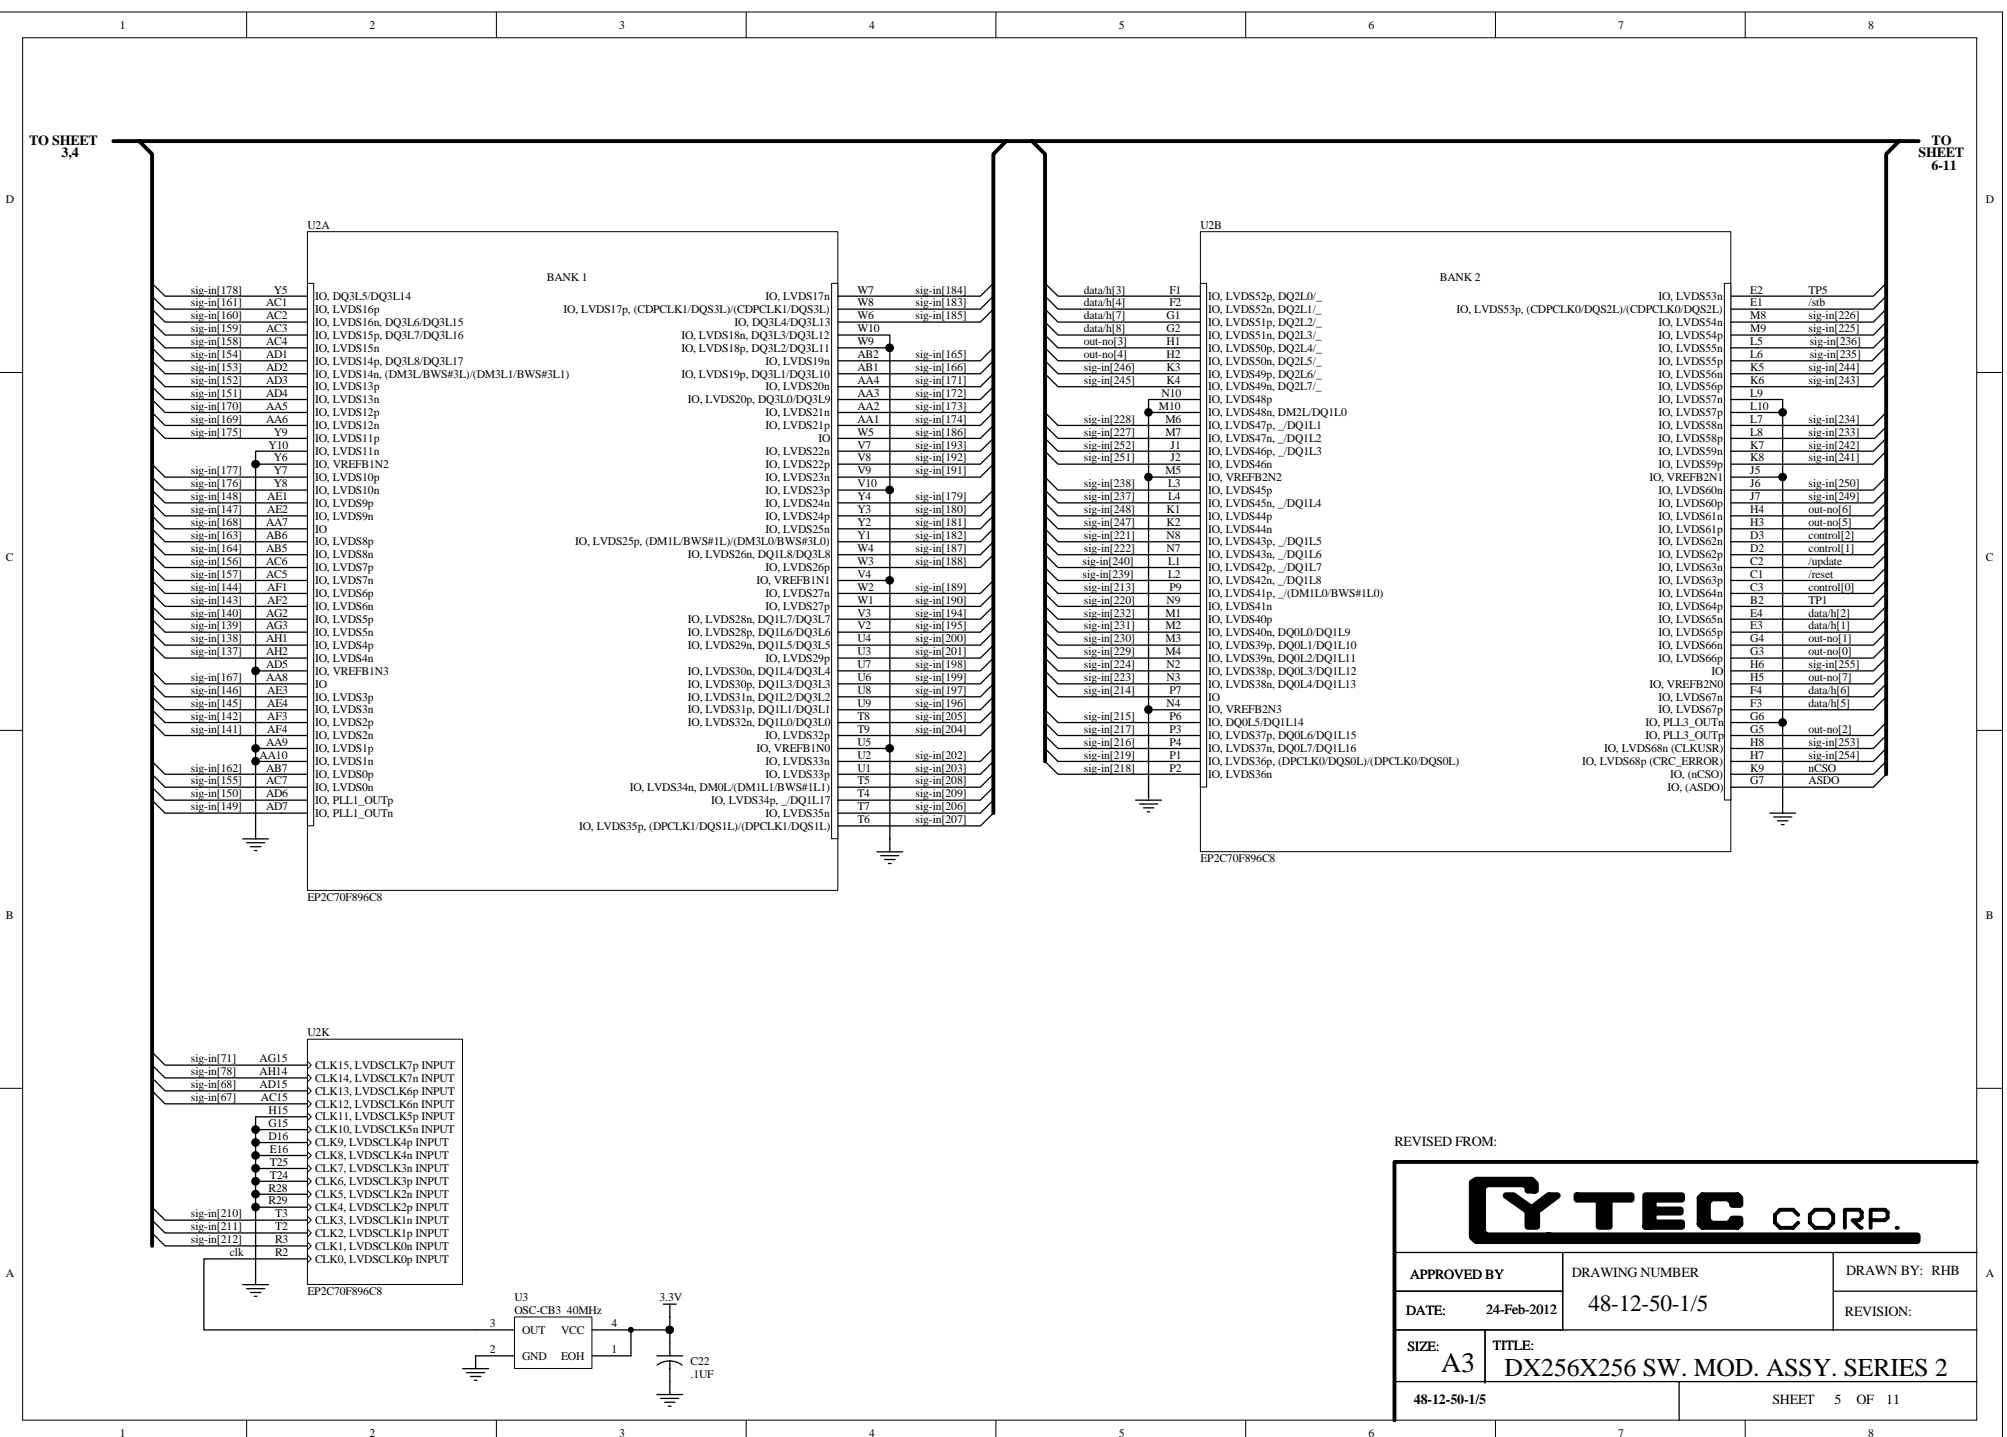 1 2 3 4 5 6 7 8
TO SHEET
3,4
TO
SHEET
6-11
D
D
U2A
BANK 1
sig-in[178] Y5 IO, DQ3L5/DQ3L14
sig-in[161] AC1 IO, LVDS16p
sig-in[160] AC2 IO, LVDS16n, DQ3L6/DQ3L15
sig-in[159] AC3 IO, LVDS15p, DQ3L7/DQ3L16
sig-in[158] AC4 IO, LVDS15n
sig-in[154] AD1 IO, LVDS14p, DQ3L8/DQ3L17
sig-in[153] AD2 IO, LVDS14n, (DM3L/BWS#3L)/(DM3L1/BWS#3L1)
sig-in[152] AD3 IO, LVDS13p
sig-in[151] AD4 IO, LVDS13n
sig-in[170] AA5 IO, LVDS12p
sig-in[169] AA6 IO, LVDS12n
sig-in[175] Y9 IO, LVDS11p
Y10 IO, LVDS11n
Y6 IO, VREFB1N2
sig-in[177] Y7 IO, LVDS10p
sig-in[176] Y8 IO, LVDS10n
sig-in[148] AE1 IO, LVDS9p
sig-in[147] AE2 IO, LVDS9n
sig-in[168] AA7
sig-in[163] AB6 IO, LVDS8p
sig-in[164] AB5 IO, LVDS8n
sig-in[156] AC6 IO, LVDS7p
sig-in[157] AC5 IO, LVDS7n
sig-in[144] AF1 IO, LVDS6p
sig-in[143] AF2 IO, LVDS6n
sig-in[140] AG2 IO, LVDS5p
sig-in[139] AG3 IO, LVDS5n
sig-in[138] AH1 IO, LVDS4p
sig-in[137] AH2 IO, LVDS4n
AD5 IO, VREFB1N3
sig-in[167] AA8 IO
sig-in[146] AE3 IO, LVDS3p
sig-in[145] AE4 IO, LVDS3n
sig-in[142] AF3 IO, LVDS2p
sig-in[141] AF4 IO, LVDS2n
AA9 IO, LVDS1p
AA10 IO, LVDS1n
sig-in[162] AB7 IO, LVDS0p
sig-in[155] AC7 IO, LVDS0n
sig-in[150] AD6 IO, PLL1_OUTp
sig-in[149] AD7 IO, PLL1_OUTn
IO, LVDS17n W7 sig-in[184]
IO, LVDS17p, (CDPCLK1/DQS3L)/(CDPCLK1/DQS3L) W8 sig-in[183]
IO, DQ3L4/DQ3L13 W6 sig-in[185]
IO, LVDS18n, DQ3L3/DQ3L12 W10
IO, LVDS18p, DQ3L2/DQ3L11 W9
IO, LVDS19n AB2 sig-in[165]
IO, LVDS19p, DQ3L1/DQ3L10 AB1 sig-in[166]
IO, LVDS20n AA4 sig-in[171]
IO, LVDS20p, DQ3L0/DQ3L9 AA3 sig-in[172]
IO, LVDS21n AA2 sig-in[173]
IO, LVDS21p AA1 sig-in[174]
IO W5 sig-in[186]
IO, LVDS22n V7 sig-in[193]
IO, LVDS22p V8 sig-in[192]
IO, LVDS23n V9 sig-in[191]
IO, LVDS23p V10
IO, LVDS24n Y4 sig-in[179]
IO, LVDS24p Y3 sig-in[180]
IO, LVDS25n Y2 sig-in[181]
IO, LVDS25p, (DM1L/BWS#1L)/(DM3L0/BWS#3L0) Y1 sig-in[182]
IO, LVDS26n, DQ1L8/DQ3L8 W4 sig-in[187]
IO, LVDS26p W3 sig-in[188]
IO, VREFB1N1 V4
IO, LVDS27n W2 sig-in[189]
IO, LVDS27p W1 sig-in[190]
IO, LVDS28n, DQ1L7/DQ3L7 V3 sig-in[194]
IO, LVDS28p, DQ1L6/DQ3L6 V2 sig-in[195]
IO, LVDS29n, DQ1L5/DQ3L5 U4 sig-in[200]
IO, LVDS29p U3 sig-in[201]
IO, LVDS30n, DQ1L4/DQ3L4 U7 sig-in[198]
IO, LVDS30p, DQ1L3/DQ3L3 U6 sig-in[199]
IO, LVDS31n, DQ1L2/DQ3L2 U8 sig-in[197]
IO, LVDS31p, DQ1L1/DQ3L1 U9 sig-in[196]
IO, LVDS32n, DQ1L0/DQ3L0 T8 sig-in[205]
IO, LVDS32p T9 sig-in[204]
IO, VREFB1N0 U5
IO, LVDS33n U2 sig-in[202]
IO, LVDS33p U1 sig-in[203]
IO, LVDS34n, DM0L/(DM1L1/BWS#1L1) T5 sig-in[208]
IO, LVDS34p, _/DQ1L17 T4 sig-in[209]
IO, LVDS35n T7 sig-in[206]
IO, LVDS35p, (DPCLK1/DQS1L)/(DPCLK1/DQS1L) T6 sig-in[207]
EP2C70F896C8
U2B
BANK 2
data/h[3] F1 IO, LVDS52p, DQ2L0/_
data/h[4] F2 IO, LVDS52n, DQ2L1/_
data/h[7] G1 IO, LVDS51p, DQ2L2/_
data/h[8] G2 IO, LVDS51n, DQ2L3/_
out-no[3] H1 IO, LVDS50p, DQ2L4/_
out-no[4] H2 IO, LVDS50n, DQ2L5/_
sig-in[246] K3 IO, LVDS49p, DQ2L6/_
sig-in[245] K4 IO, LVDS49n, DQ2L7/_
N10 IO, LVDS48p
M10 IO, LVDS48n, DM2L/DQ1L0
sig-in[228] M6 IO, LVDS47p, _/DQ1L1
sig-in[227] M7 IO, LVDS47n, _/DQ1L2
sig-in[252] J1 IO, LVDS46p, _/DQ1L3
sig-in[251] J2 IO, LVDS46n
M5 IO, VREFB2N2
sig-in[238] L3 IO, LVDS45p
sig-in[237] L4 IO, LVDS45n, _/DQ1L4
sig-in[248] K1 IO, LVDS44p
sig-in[247] K2 IO, LVDS44n
sig-in[221] N8 IO, LVDS43p, _/DQ1L5
sig-in[222] N7 IO, LVDS43n, _/DQ1L6
sig-in[240] L1 IO, LVDS42p, _/DQ1L7
sig-in[239] L2 IO, LVDS42n, _/DQ1L8
sig-in[213] P9 IO, LVDS41p, _/(DM1L0/BWS#1L0)
sig-in[220] N9 IO, LVDS41n
sig-in[232] M1 IO, LVDS40p
sig-in[231] M2 IO, LVDS40n, DQ0L0/DQ1L9
sig-in[230] M3 IO, LVDS39p, DQ0L1/DQ1L10
sig-in[229] M4 IO, LVDS39n, DQ0L2/DQ1L11
sig-in[224] N2 IO, LVDS38p, DQ0L3/DQ1L12
sig-in[223] N3 IO, LVDS38n, DQ0L4/DQ1L13
sig-in[214] P7 IO
N4 IO, VREFB2N3
sig-in[215] P6 IO, DQ0L5/DQ1L14
sig-in[217] P3 IO, LVDS37p, DQ0L6/DQ1L15
sig-in[216] P4 IO, LVDS37n, DQ0L7/DQ1L16
sig-in[219] P1 IO, LVDS36p, (DPCLK0/DQS0L)/(DPCLK0/DQS0L)
sig-in[218] P2 IO, LVDS36n
IO, LVDS53n E2 TP5
IO, LVDS53p, (CDPCLK0/DQS2L)/(CDPCLK0/DQS2L) E1 /stb
IO, LVDS54n M8 sig-in[226]
IO, LVDS54p M9 sig-in[225]
IO, LVDS55n L5 sig-in[236]
IO, LVDS55p L6 sig-in[235]
IO, LVDS56n K5 sig-in[244]
IO, LVDS56p K6 sig-in[243]
IO, LVDS57n L9
IO, LVDS57p L10
IO, LVDS58n L7 sig-in[234]
IO, LVDS58p L8 sig-in[233]
IO, LVDS59n K7 sig-in[242]
IO, LVDS59p K8 sig-in[241]
IO, VREFB2N1 J5
IO, LVDS60n J6 sig-in[250]
IO, LVDS60p J7 sig-in[249]
IO, LVDS61n H4 out-no[6]
IO, LVDS61p H3 out-no[5]
IO, LVDS62n D3 control[2]
IO, LVDS62p D2 control[1]
IO, LVDS63n C2 /update
IO, LVDS63p C1 /reset
IO, LVDS64n C3 control[0]
IO, LVDS64p B2 TP1
IO, LVDS65n E4 data/h[2]
IO, LVDS65p E3 data/h[1]
IO, LVDS66n G4 out-no[1]
IO, LVDS66p G3 out-no[0]
IO H6 sig-in[255]
IO, VREFB2N0 H5 out-no[7]
IO, LVDS67n F4 data/h[6]
IO, LVDS67p F3 data/h[5]
IO, PLL3_OUTn G6
IO, PLL3_OUTp G5 out-no[2]
IO, LVDS68n (CLKUSR) H8 sig-in[253]
IO, LVDS68p (CRC_ERROR) H7 sig-in[254]
IO, (nCSO) K9 nCSO
IO, (ASDO) G7 ASDO
EP2C70F896C8
C
C
B
B
U2K
sig-in[71] AG15 CLK15, LVDSCLK7p INPUT
sig-in[78] AH14 CLK14, LVDSCLK7n INPUT
sig-in[68] AD15 CLK13, LVDSCLK6p INPUT
sig-in[67] AC15 CLK12, LVDSCLK6n INPUT
H15 CLK11, LVDSCLK5p INPUT
G15 CLK10, LVDSCLK5n INPUT
D16 CLK9, LVDSCLK4p INPUT
E16 CLK8, LVDSCLK4n INPUT
T25 CLK7, LVDSCLK3n INPUT
T24 CLK6, LVDSCLK3p INPUT
R28 CLK5, LVDSCLK2n INPUT
R29 CLK4, LVDSCLK2p INPUT
sig-in[210] T3 CLK3, LVDSCLK1n INPUT
sig-in[211] T2 CLK2, LVDSCLK1p INPUT
sig-in[212] R3 CLK1, LVDSCLK0n INPUT
clk R2 CLK0, LVDSCLK0p INPUT
EP2C70F896C8
A
A
U3
OSC-CB3 40MHz
3 OUT VCC 4
2 GND EOH 1
3.3V
C22
.1UF
REVISED FROM:
CYTEC CORP.
APPROVED BY
DRAWING NUMBER
DRAWN BY: RHB
DATE: 24-Feb-2012
48-12-50-1/5
REVISION:
SIZE: A3
TITLE:
DX256X256 SW. MOD. ASSY. SERIES 2
48-12-50-1/5
SHEET 5 OF 11
1 2 3 4 5 6 7 8